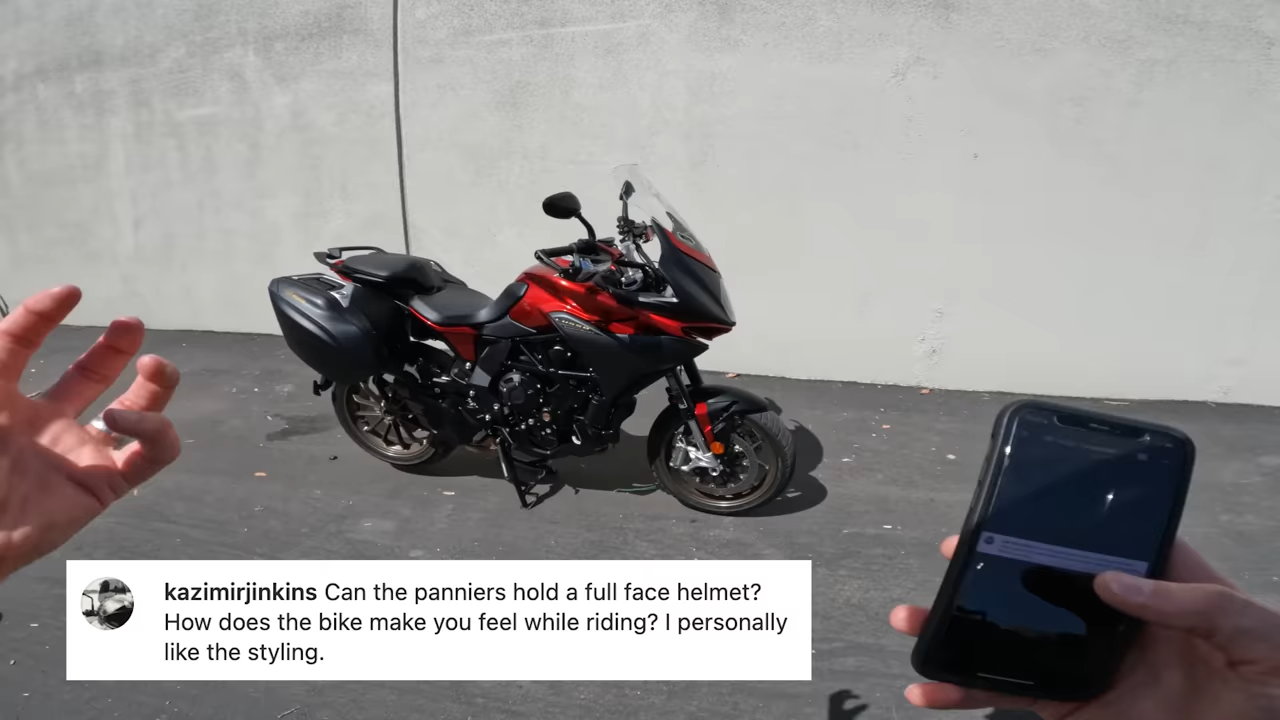 LUSSO
kazimirjinkins Can the panniers hold a full face helmet?
How does the bike make you feel while riding? I personally
like the styling.